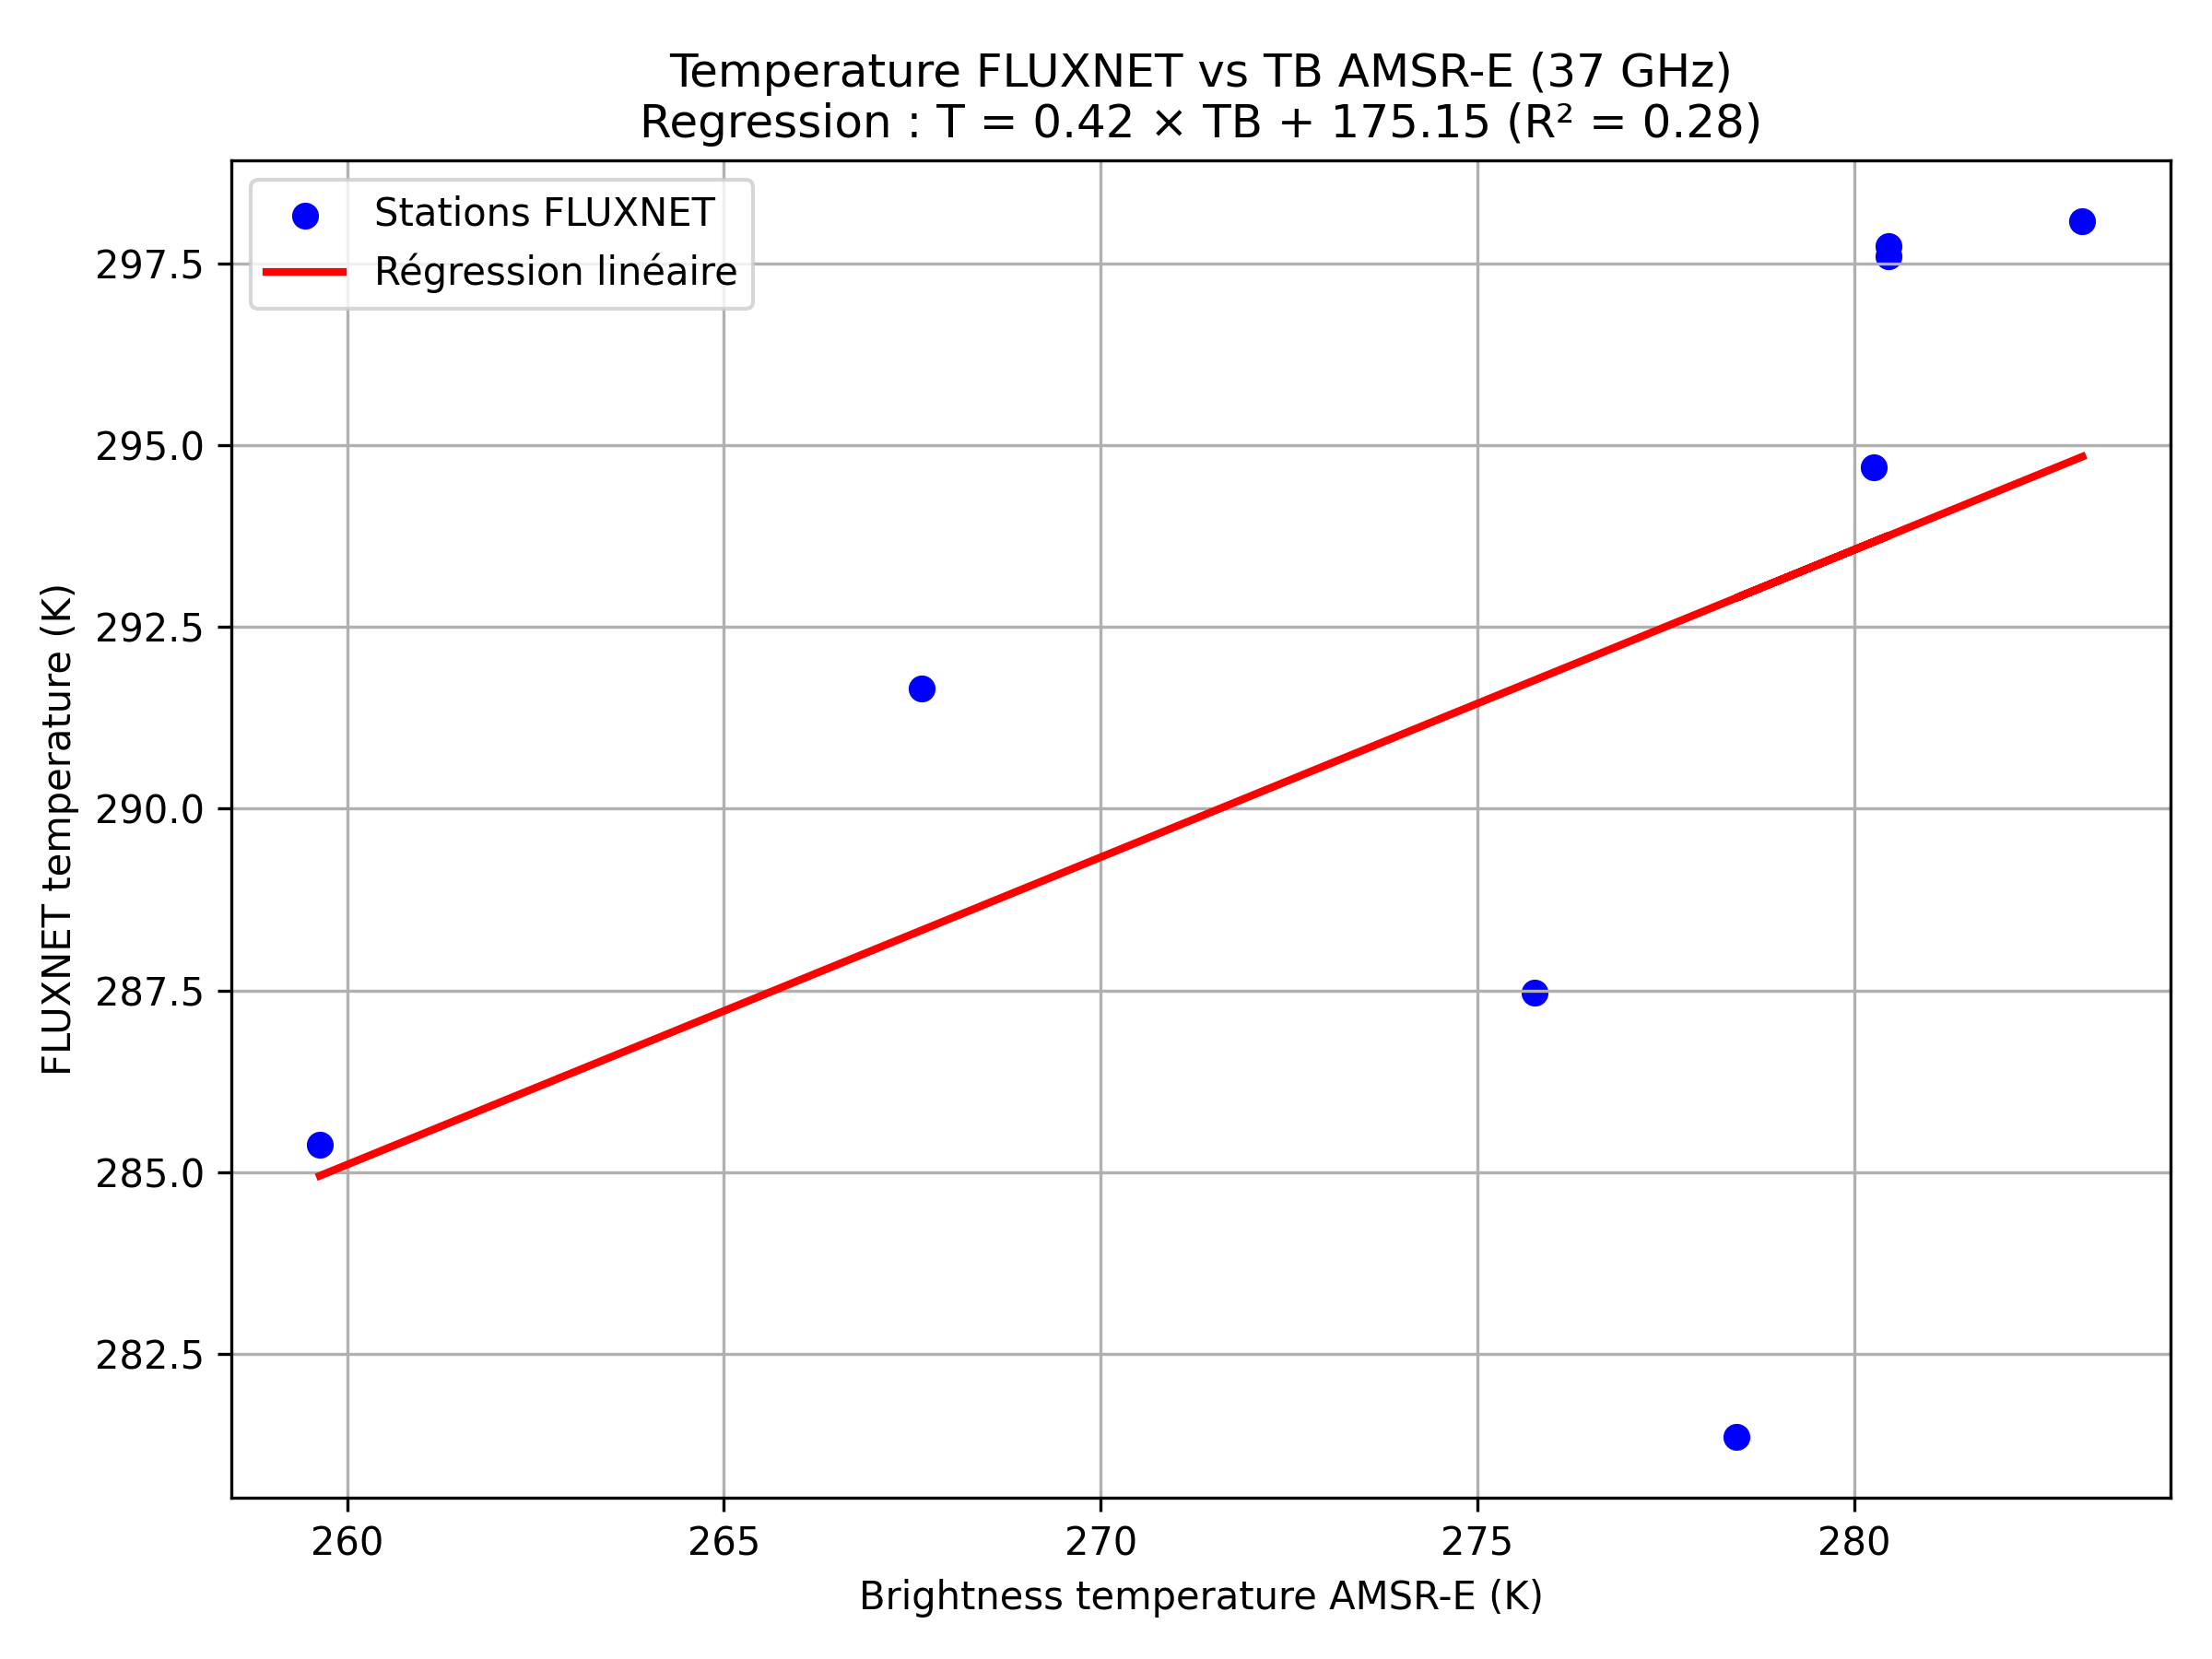 Temperature FLUXNET vs TB AMSR-E (37 GHz)
Regression : T = 0.42 × TB + 175.15 (R² = 0.28)
Stations FLUXNET
Régression linéaire
FLUXNET temperature (K)
297.5
295.0
292.5
290.0
287.5
285.0
282.5
260 265 270 275 280
Brightness temperature AMSR-E (K)